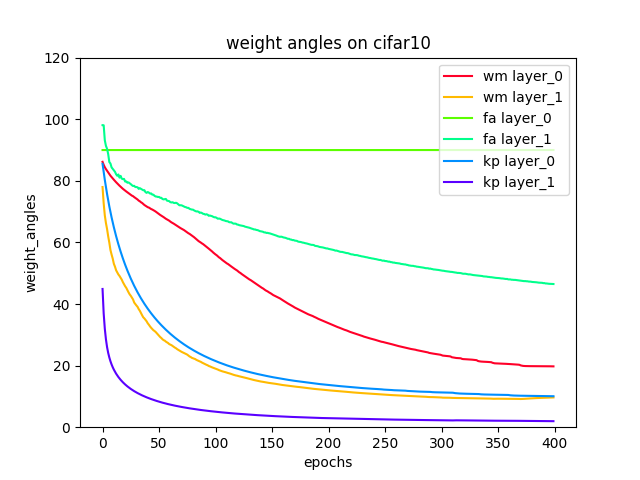 weight angles on cifar10
120
100
80
60
40
20
0
weight_angles
wm layer_0
wm layer_1
fa layer_0
fa layer_1
kp layer_0
kp layer_1
0 50 100 150 200 250 300 350 400
epochs